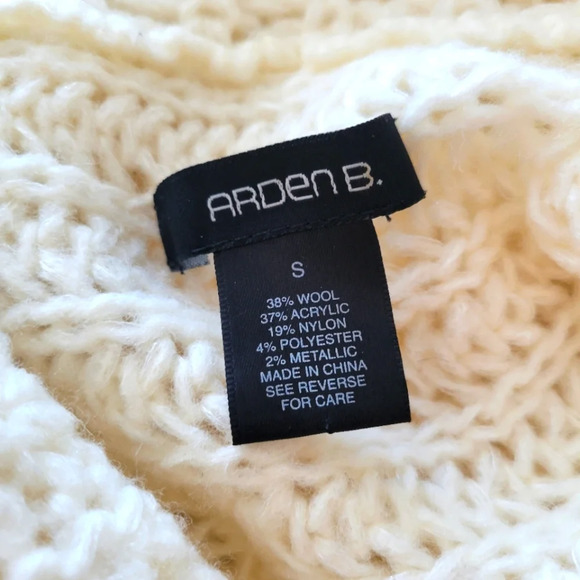 ARDEN B.
S
38% WOOL
37% ACRYLIC
19% NYLON
4% POLYESTER
2% METALLIC
MADE IN CHINA
SEE REVERSE
FOR CARE